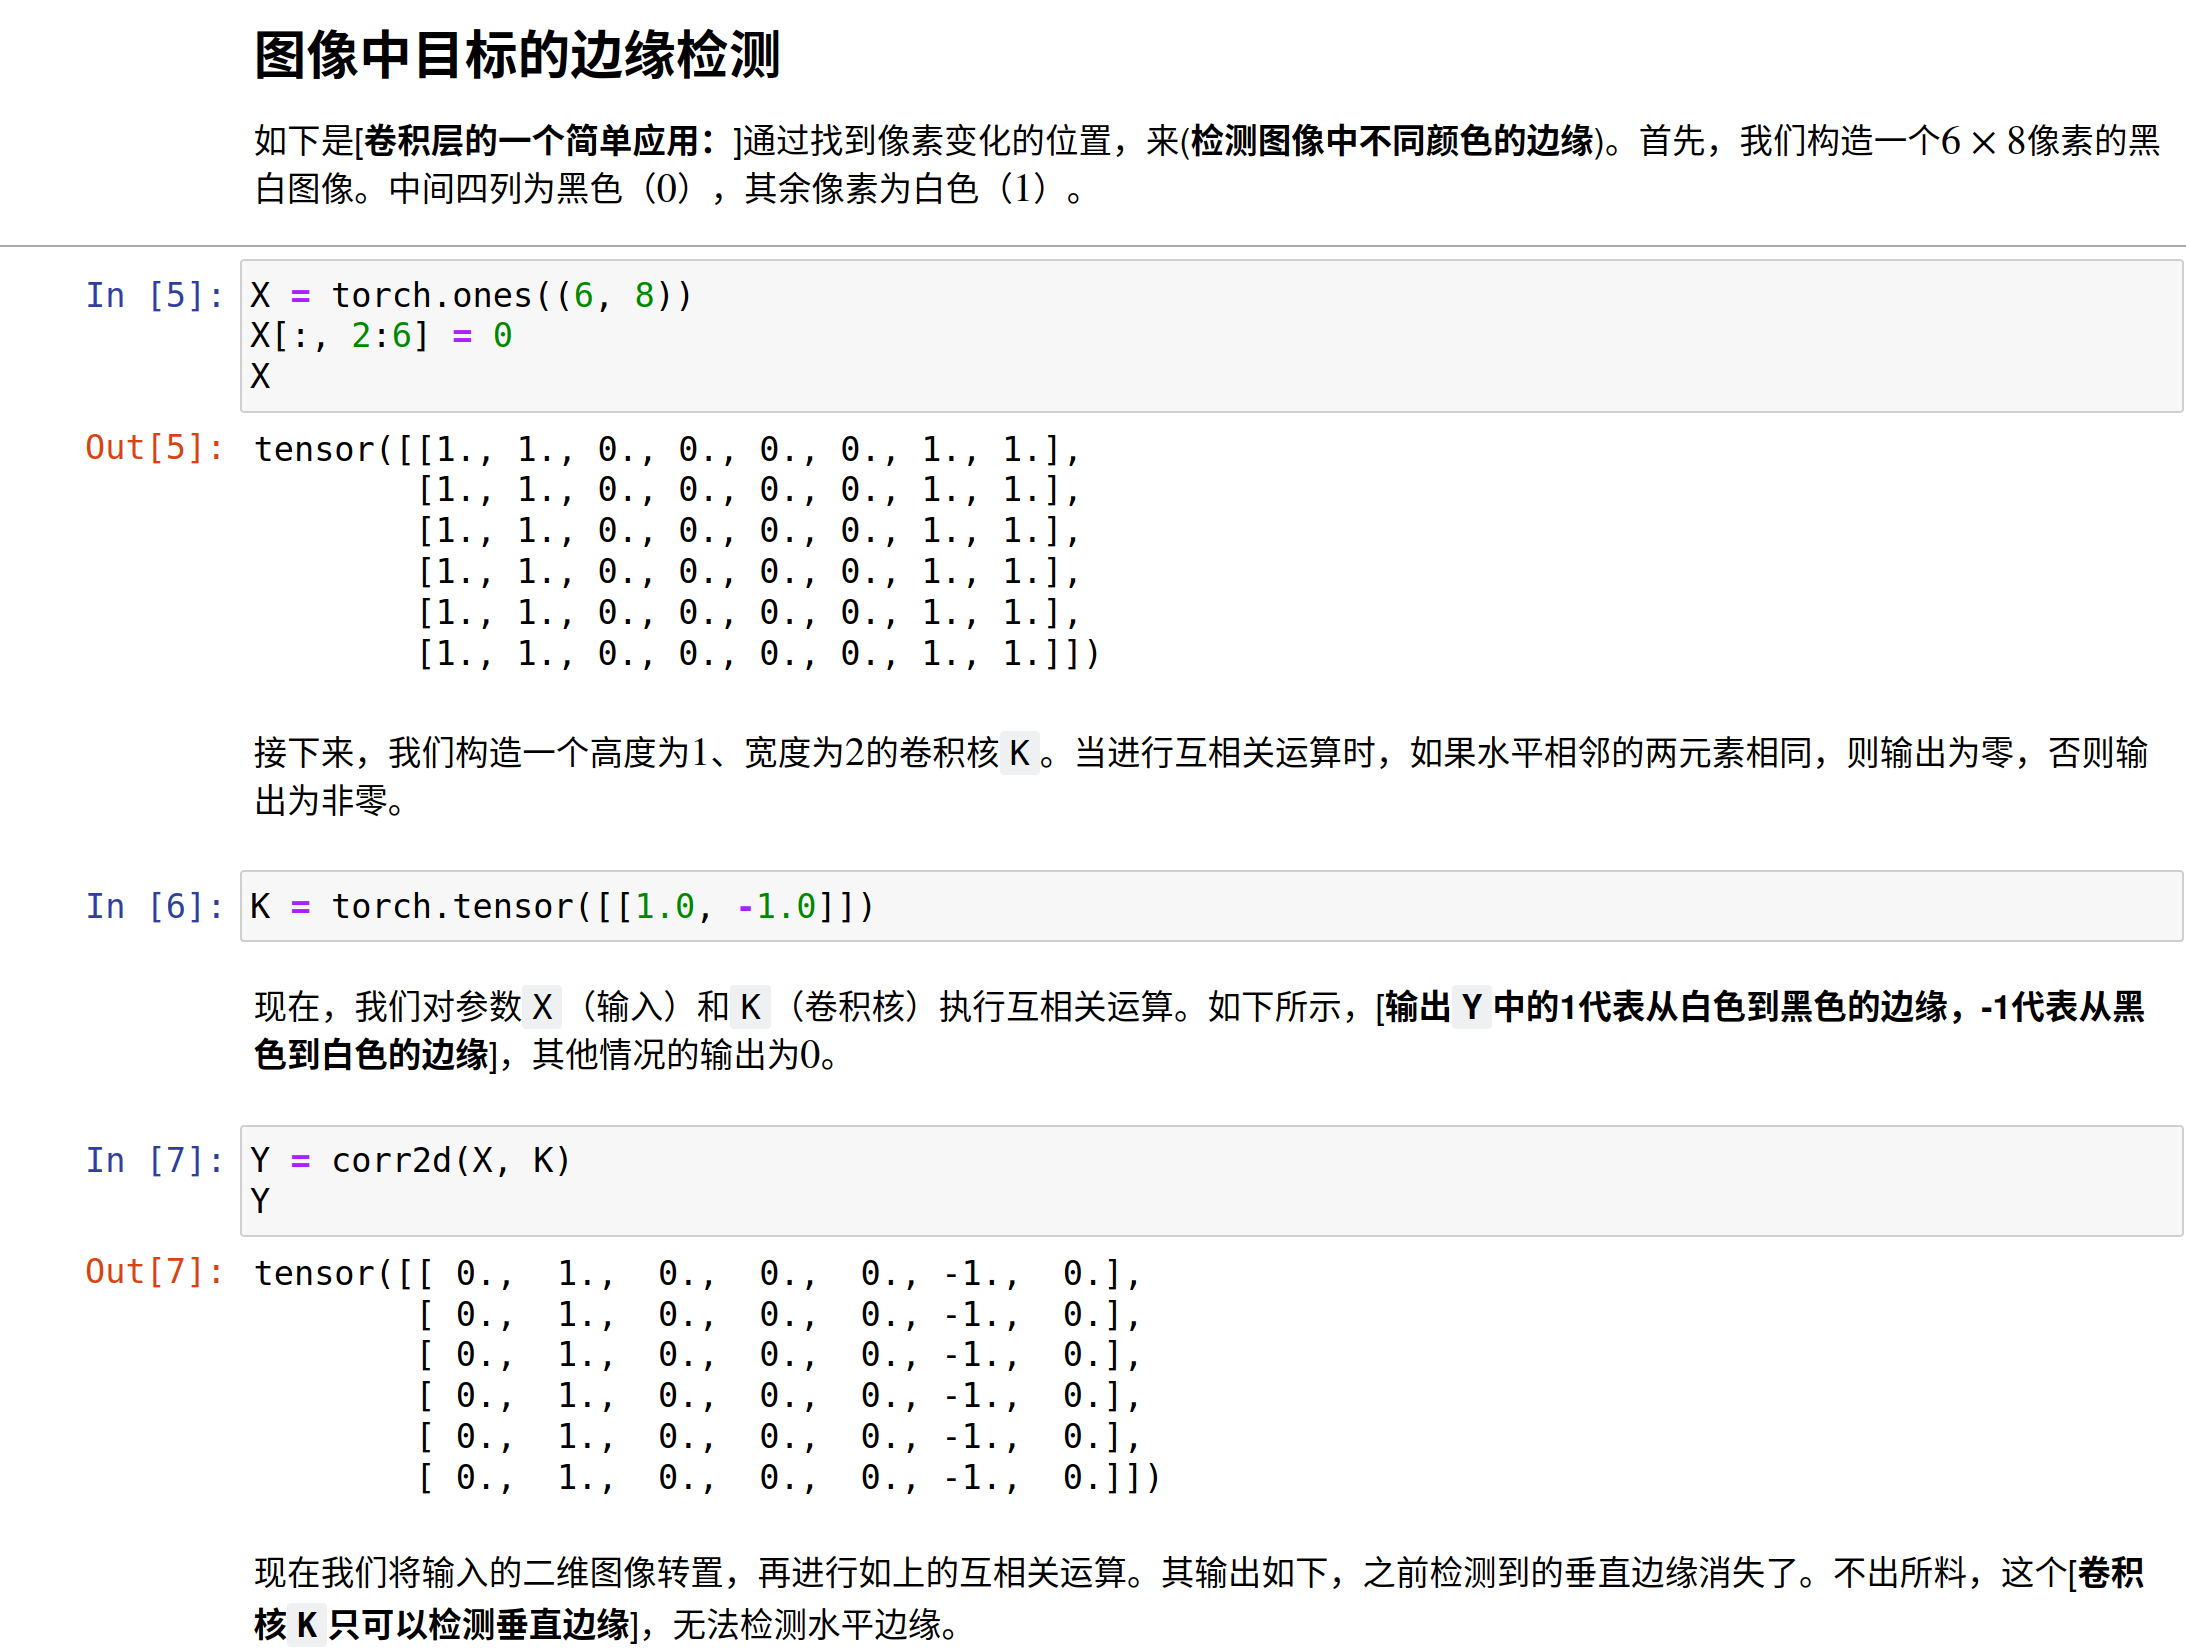 图像中目标的边缘检测
如下是[卷积层的一个简单应用：]通过找到像素变化的位置，来(检测图像中不同颜色的边缘)。首先，我们构造一个6 × 8像素的黑
白图像。中间四列为黑色（0），其余像素为白色（1）。
In [5]: X = torch.ones((6, 8))
X[:, 2:6] = 0
X
Out[5]: tensor([[1., 1., 0., 0., 0., 0., 1., 1.],
[1., 1., 0., 0., 0., 0., 1., 1.],
[1., 1., 0., 0., 0., 0., 1., 1.],
[1., 1., 0., 0., 0., 0., 1., 1.],
[1., 1., 0., 0., 0., 0., 1., 1.],
[1., 1., 0., 0., 0., 0., 1., 1.]])
接下来，我们构造一个高度为1、宽度为2的卷积核K。当进行互相关运算时，如果水平相邻的两元素相同，则输出为零，否则输
出为非零。
In [6]: K = torch.tensor([[1.0, -1.0]])
现在，我们对参数X（输入）和K（卷积核）执行互相关运算。如下所示，[输出Y中的1代表从白色到黑色的边缘，-1代表从黑
色到白色的边缘]，其他情况的输出为0。
In [7]: Y = corr2d(X, K)
Y
Out[7]: tensor([[ 0.,  1.,  0.,  0.,  0., -1.,  0.],
[ 0.,  1.,  0.,  0.,  0., -1.,  0.],
[ 0.,  1.,  0.,  0.,  0., -1.,  0.],
[ 0.,  1.,  0.,  0.,  0., -1.,  0.],
[ 0.,  1.,  0.,  0.,  0., -1.,  0.],
[ 0.,  1.,  0.,  0.,  0., -1.,  0.]])
现在我们将输入的二维图像转置，再进行如上的互相关运算。其输出如下，之前检测到的垂直边缘消失了。不出所料，这个[卷积
核K只可以检测垂直边缘]，无法检测水平边缘。